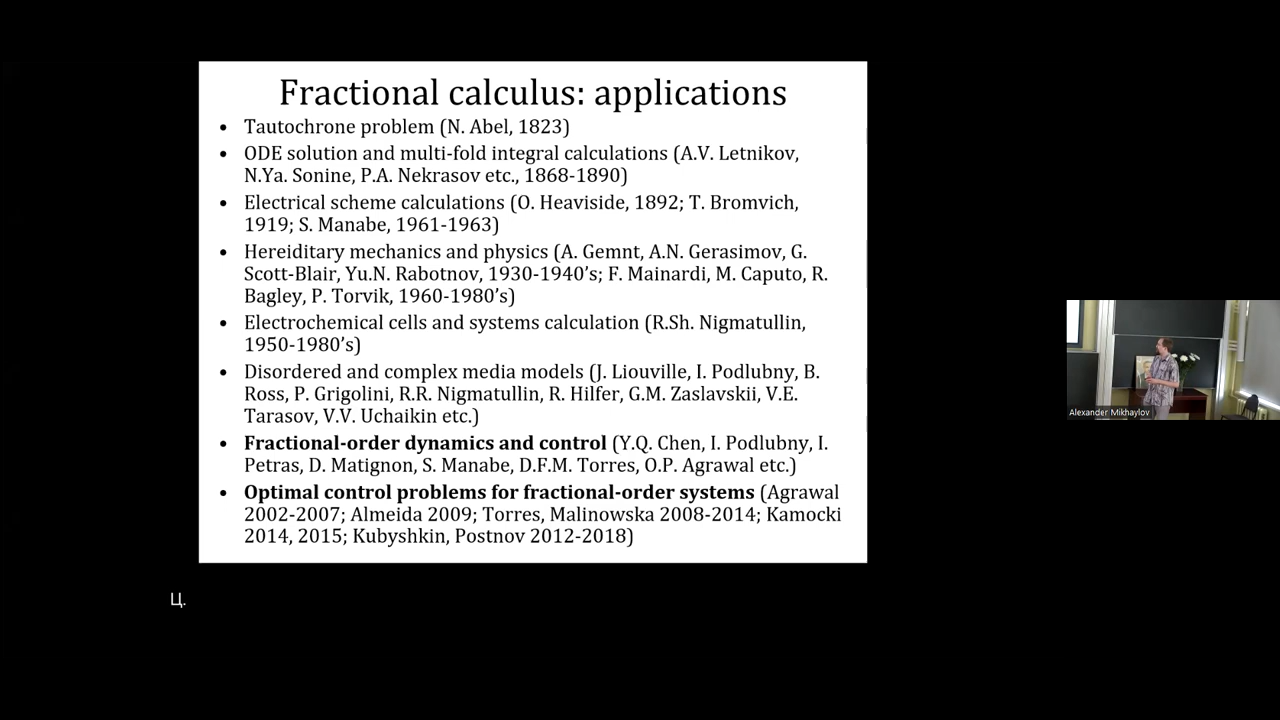 Fractional calculus: applications
• Tautochrone problem (N. Abel, 1823)
• ODE solution and multi-fold integral calculations (A.V. Letnikov,
N.Ya. Sonine, P.A. Nekrasov etc., 1868-1890)
• Electrical scheme calculations (O. Heaviside, 1892; T. Bromvich,
1919; S. Manabe, 1961-1963)
• Hereiditary mechanics and physics (A. Gemnt, A.N. Gerasimov, G.
Scott-Blair, Yu.N. Rabotnov, 1930-1940’s; F. Mainardi, M. Caputo, R.
Bagley, P. Torvik, 1960-1980’s)
• Electrochemical cells and systems calculation (R.Sh. Nigmatullin,
1950-1980’s)
• Disordered and complex media models (J. Liouville, I. Podlubny, B.
Ross, P. Grigolini, R.R. Nigmatullin, R. Hilfer, G.M. Zaslavskii, V.E.
Tarasov, V.V. Uchaikin etc.)
• Fractional-order dynamics and control (Y.Q. Chen, I. Podlubny, I.
Petras, D. Matignon, S. Manabe, D.F.M. Torres, O.P. Agrawal etc.)
• Optimal control problems for fractional-order systems (Agrawal
2002-2007; Almeida 2009; Torres, Malinowska 2008-2014; Kamocki
2014, 2015; Kubyshkin, Postnov 2012-2018)
Alexander Mikhaylov
Ц.